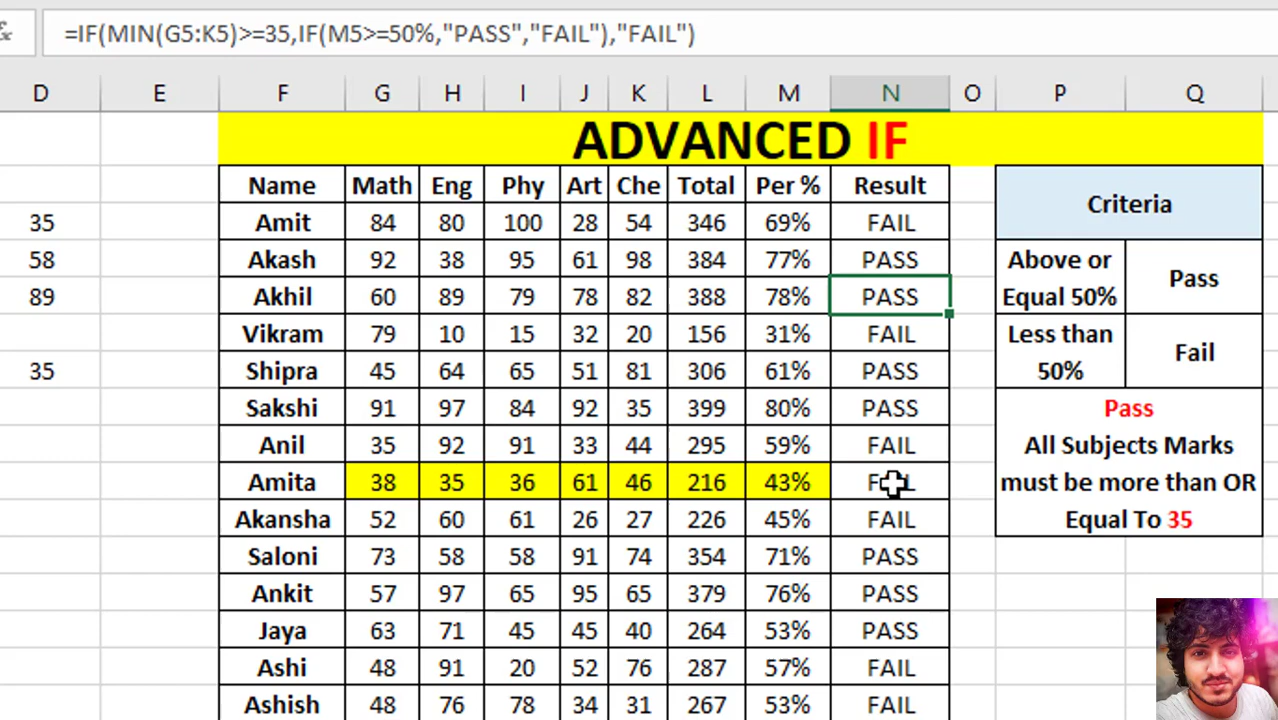 =IF(MIN(G5:K5)>=35,IF(M5>=50%,"PASS","FAIL"),"FAIL")
D E F G H I J K L M N O P Q
ADVANCED IF
Name Math Eng Phy Art Che Total Per % Result
35 Amit 84 80 100 28 54 346 69% FAIL
58 Akash 92 38 95 61 98 384 77% PASS
89 Akhil 60 89 79 78 82 388 78% PASS
Vikram 79 10 15 32 20 156 31% FAIL
35 Shipra 45 64 65 51 81 306 61% PASS
Sakshi 91 97 84 92 35 399 80% PASS
Anil 35 92 91 33 44 295 59% FAIL
Amita 38 35 36 61 46 216 43%
Akansha 52 60 61 26 27 226 45% FAIL
Saloni 73 58 58 91 74 354 71% PASS
Ankit 57 97 65 95 65 379 76% PASS
Jaya 63 71 45 45 40 264 53% PASS
Ashi 48 91 20 52 76 287 57% FAIL
Ashish 48 76 78 34 31 267 53% FAIL
Criteria
Above or
Equal 50%
Pass
Less than
50%
Fail
Pass
All Subjects Marks
must be more than OR
Equal To 35